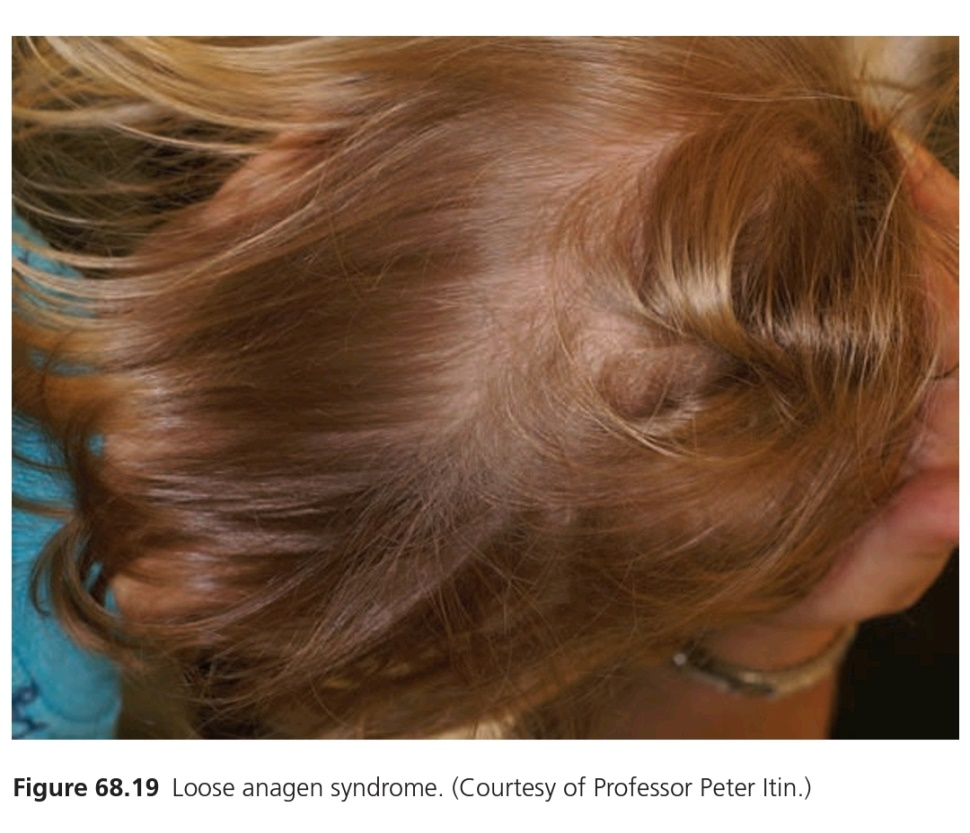 Figure 68.19 Loose anagen syndrome. (Courtesy of Professor Peter Itin.)